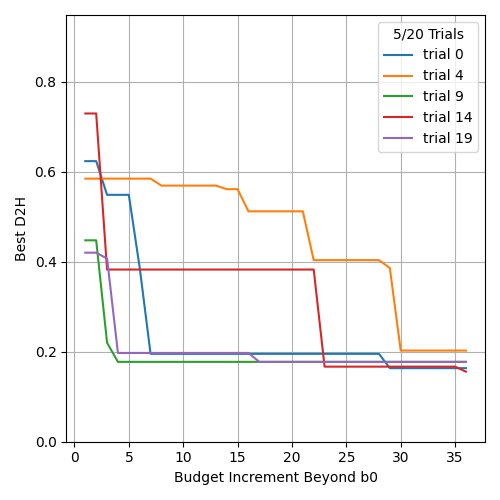 5/20 Trials
trial 0
trial 4
trial 9
trial 14
trial 19
Best D2H
0.8
0.6
0.4
0.2
0.0
0 5 10 15 20 25 30 35
Budget Increment Beyond b0